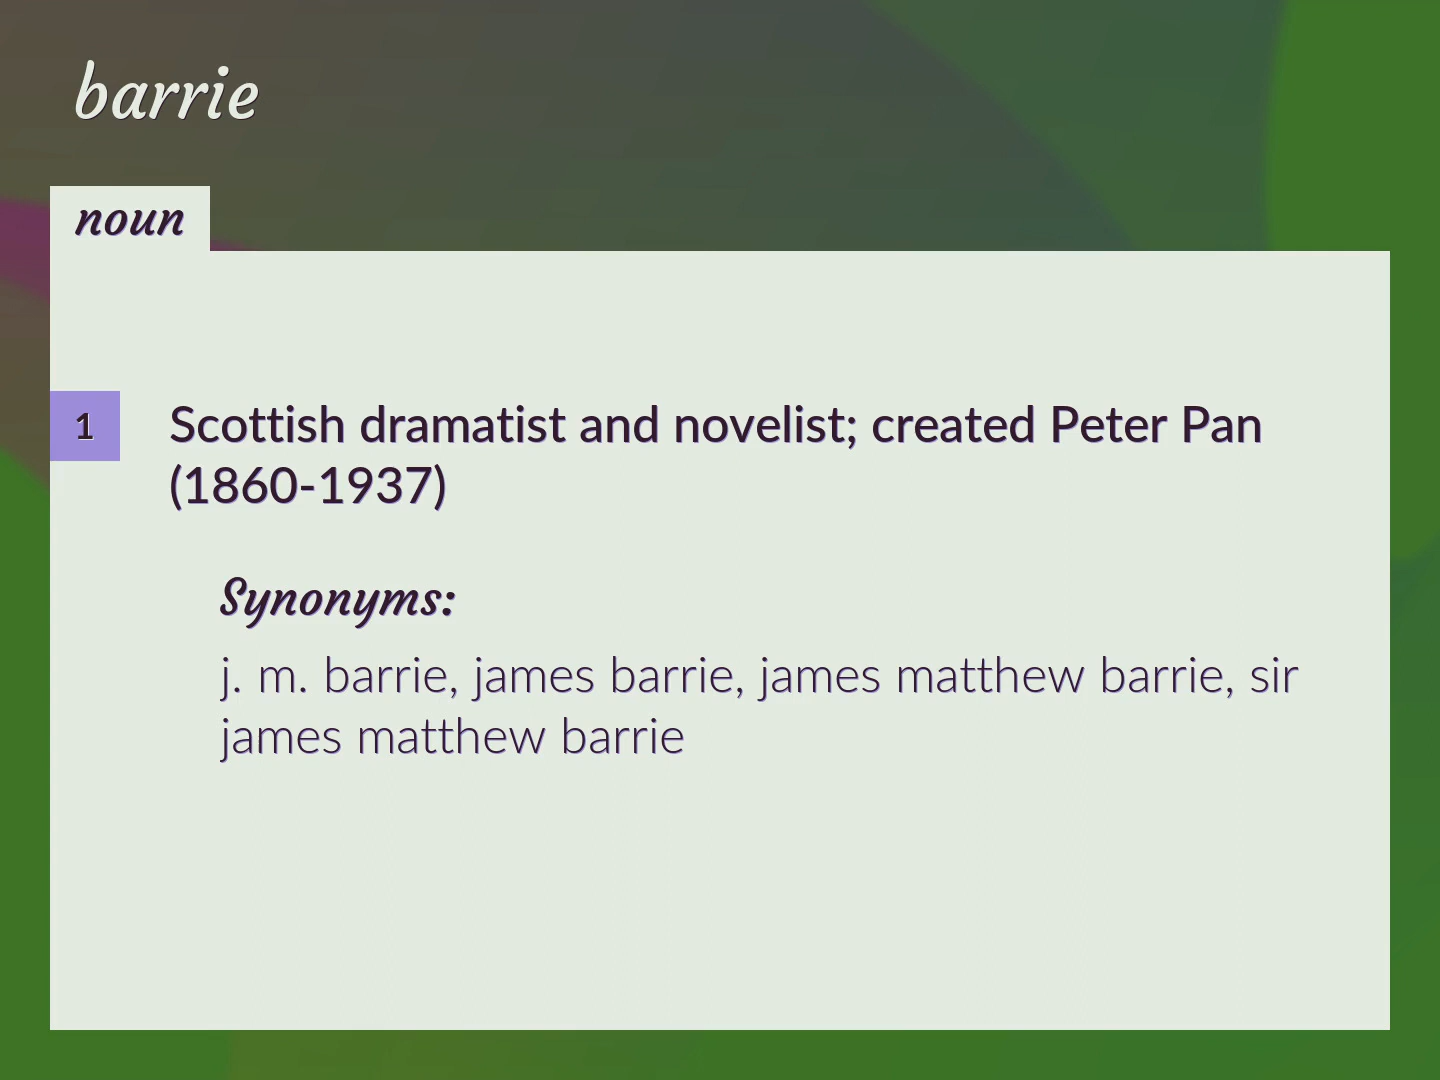 barrie
noun
1
Scottish dramatist and novelist; created Peter Pan
(1860-1937)
Synonyms:
j. m. barrie, james barrie, james matthew barrie, sir
james matthew barrie